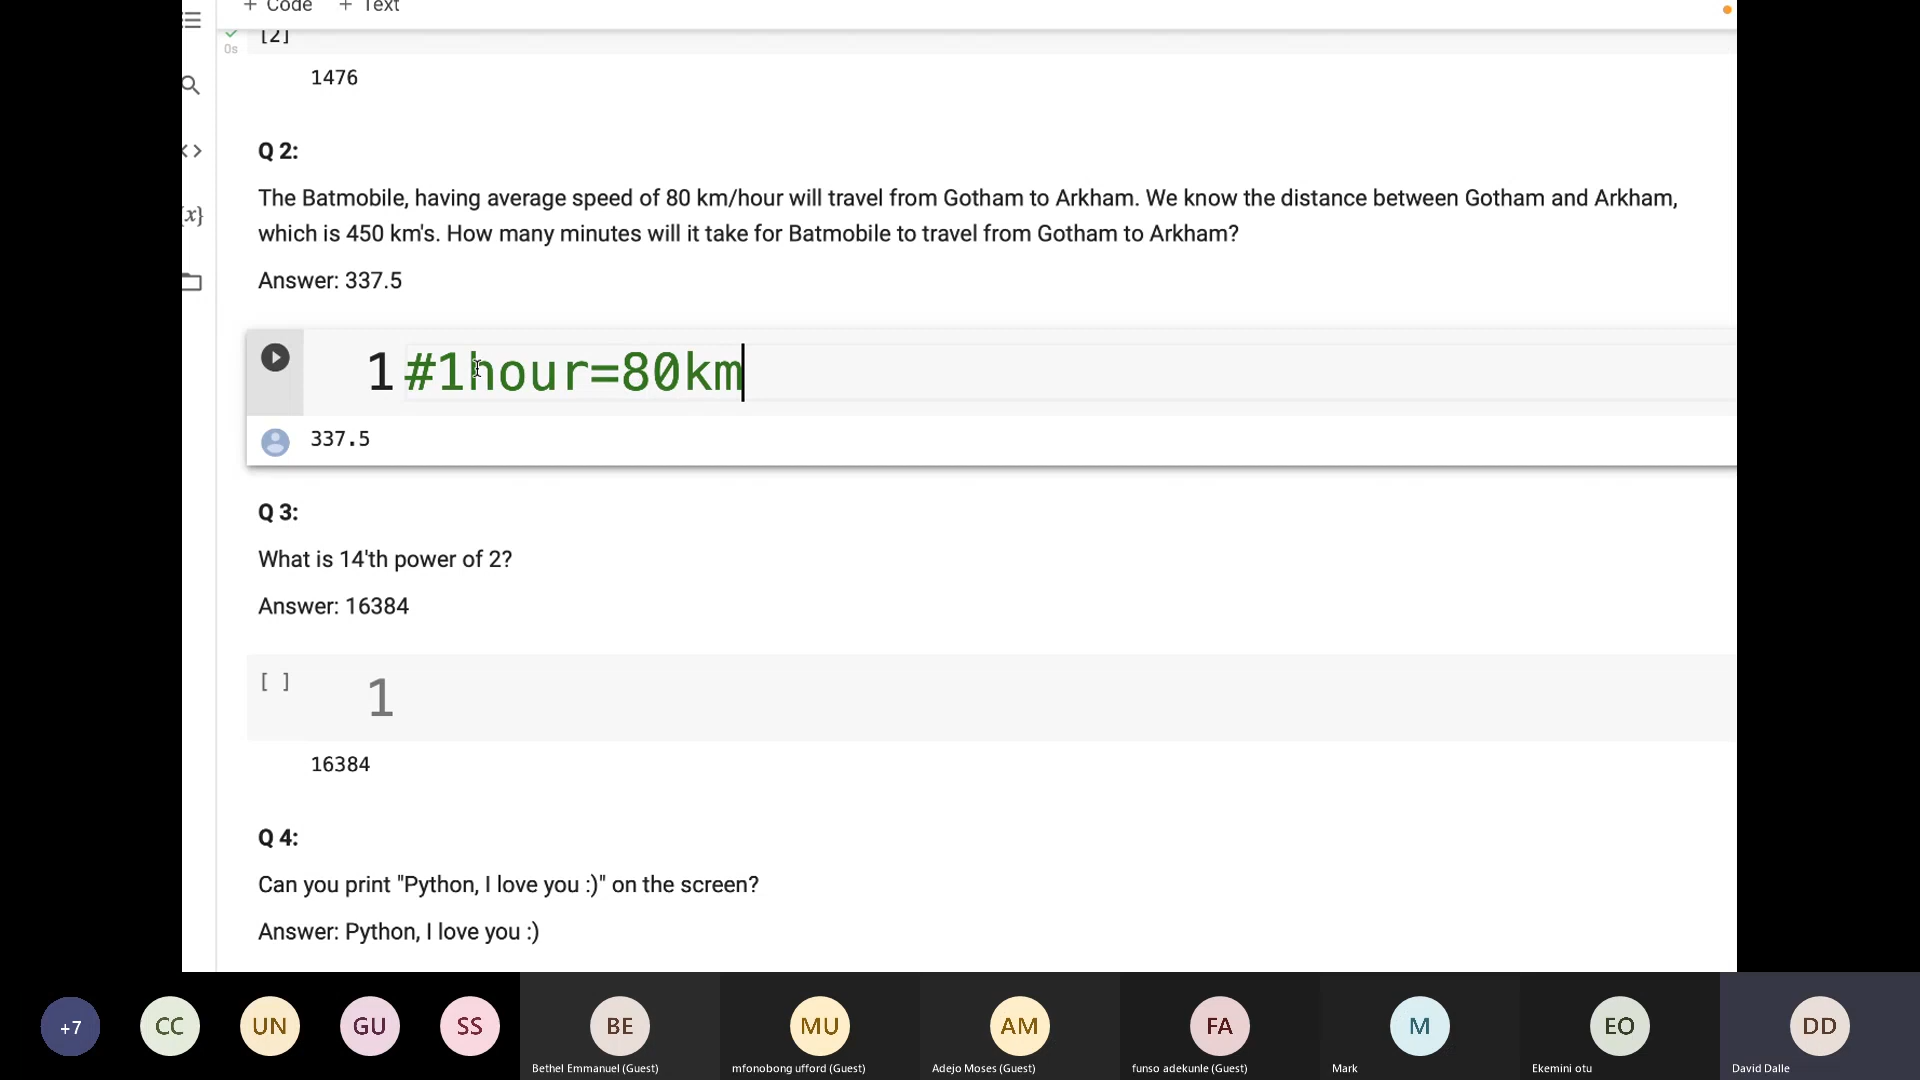 + Code + Text
[2]
0s
1476
Q 2:
The Batmobile, having average speed of 80 km/hour will travel from Gotham to Arkham. We know the distance between Gotham and Arkham,
which is 450 km's. How many minutes will it take for Batmobile to travel from Gotham to Arkham?
Answer: 337.5
1 #1hour=80km
337.5
Q 3:
What is 14'th power of 2?
Answer: 16384
[ ] 1
16384
Q 4:
Can you print "Python, I love you :)" on the screen?
Answer: Python, I love you :)
+7 CC UN GU SS BE MU AM FA M EO DD
Bethel Emmanuel (Guest) mfonobong ufford (Guest) Adejo Moses (Guest) funso adekunle (Guest) Mark Ekemini otu David Dalle